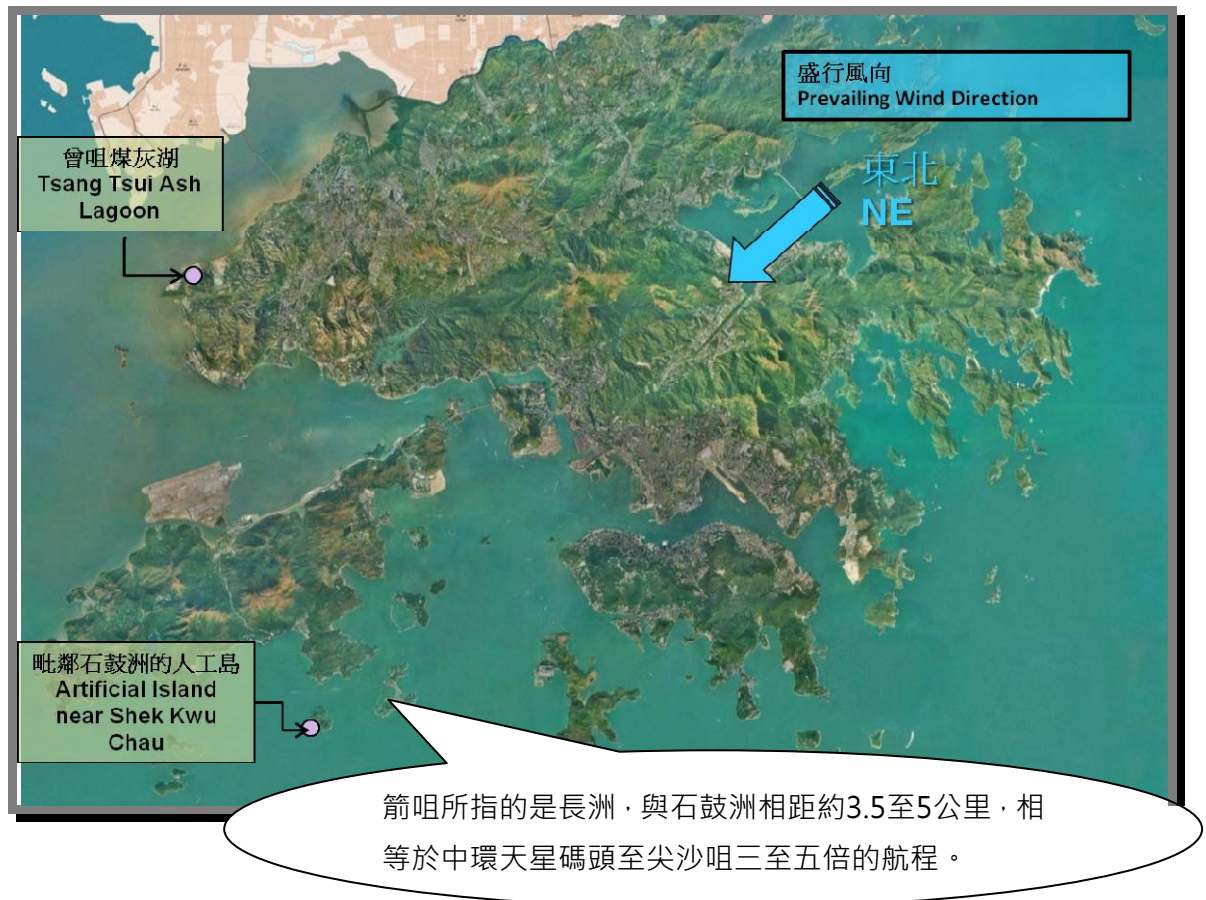 盛行風向
Prevailing Wind Direction
曾咀煤灰湖
Tsang Tsui Ash
Lagoon
東北
NE
毗鄰石鼓洲的人工島
Artificial Island
near Shek Kwu
Chau
箭咀所指的是長洲，與石鼓洲相距約3.5至5公里，相
等於中環天星碼頭至尖沙咀三至五倍的航程。